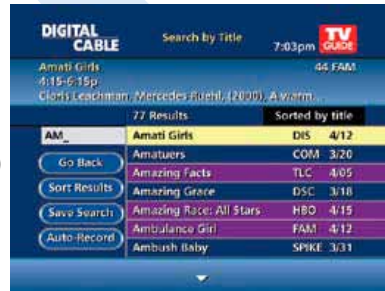 DIGITAL CABLE
Search by Title
7:03pm
TV GUIDE
Amati Girls
44 FAM
4:15-6:15p
Cloris Leachman, Mercedes Ruehl, (2000), A warm...
77 Results
Sorted by title
AM_
Amati Girls DIS 4/12
Amatuers COM 3/20
Go Back
Amazing Facts TLC 4/05
Sort Results
Amazing Grace DSC 3/18
Save Search
Amazing Race: All Stars HBO 4/15
Ambulance Girl FAM 4/12
Auto-Record
Ambush Baby SPIKE 3/31